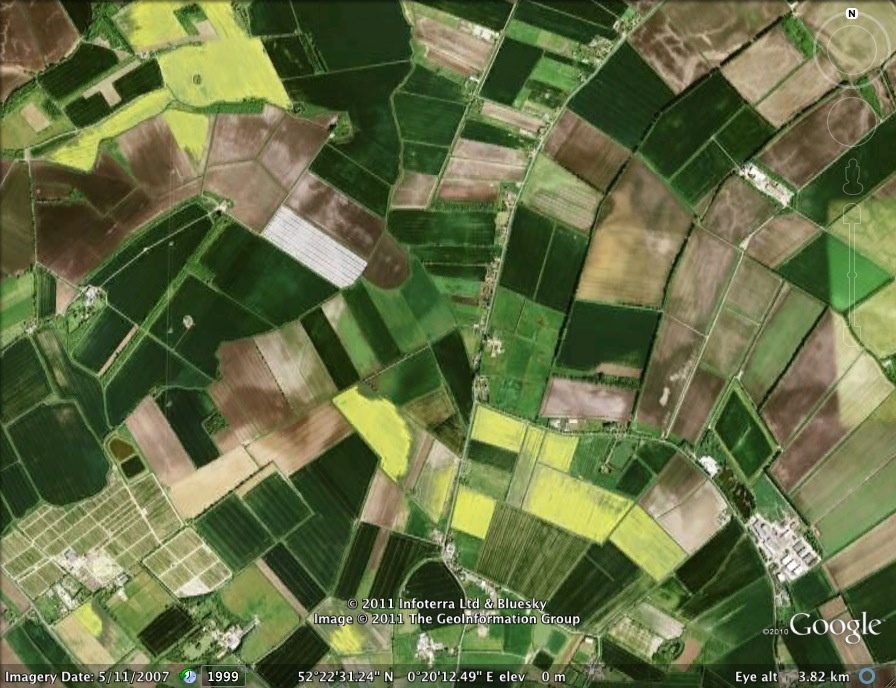 N
© 2011 Infoterra Ltd & Bluesky
Image © 2011 The GeoInformation Group
©2010 Google
Imagery Date: 5/11/2007 1999 52°22'31.24" N 0°20'12.49" E elev 0 m Eye alt 3.82 km